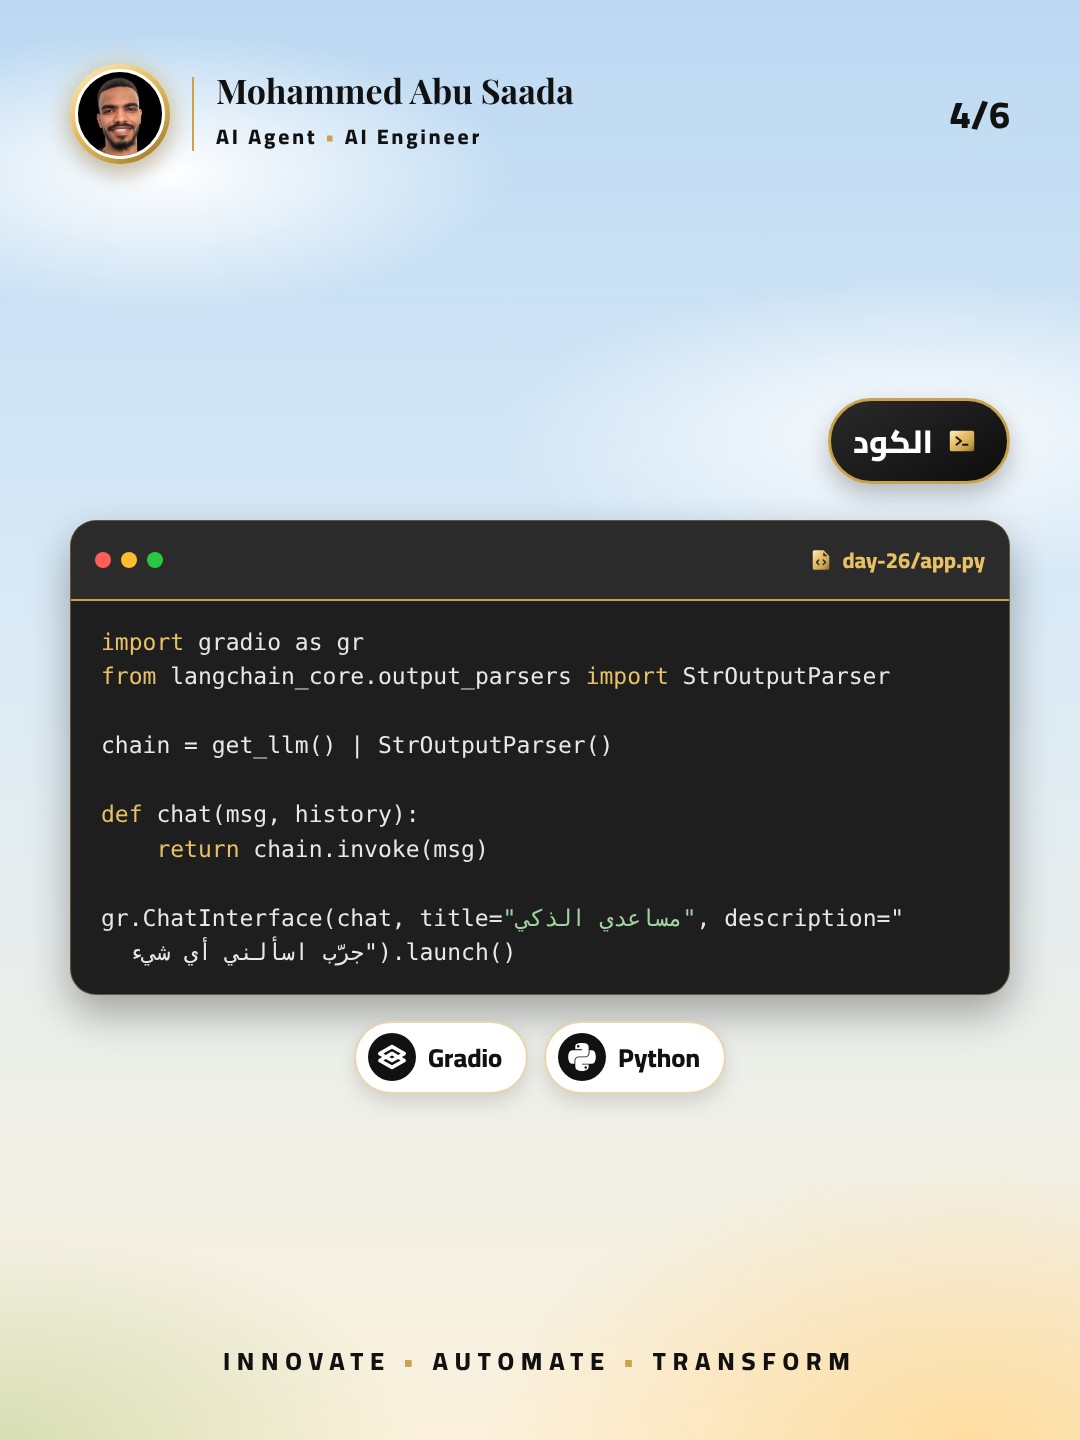 Mohammed Abu Saada
AI Agent ▪ AI Engineer
4/6
الكود
day-26/app.py
import gradio as gr
from langchain_core.output_parsers import StrOutputParser
chain = get_llm() | StrOutputParser()
def chat(msg, history):
    return chain.invoke(msg)
gr.ChatInterface(chat, title="مساعدي الذكي", description="
جرّب اسألني أي شيء").launch()
Gradio
Python
INNOVATE ▪ AUTOMATE ▪ TRANSFORM